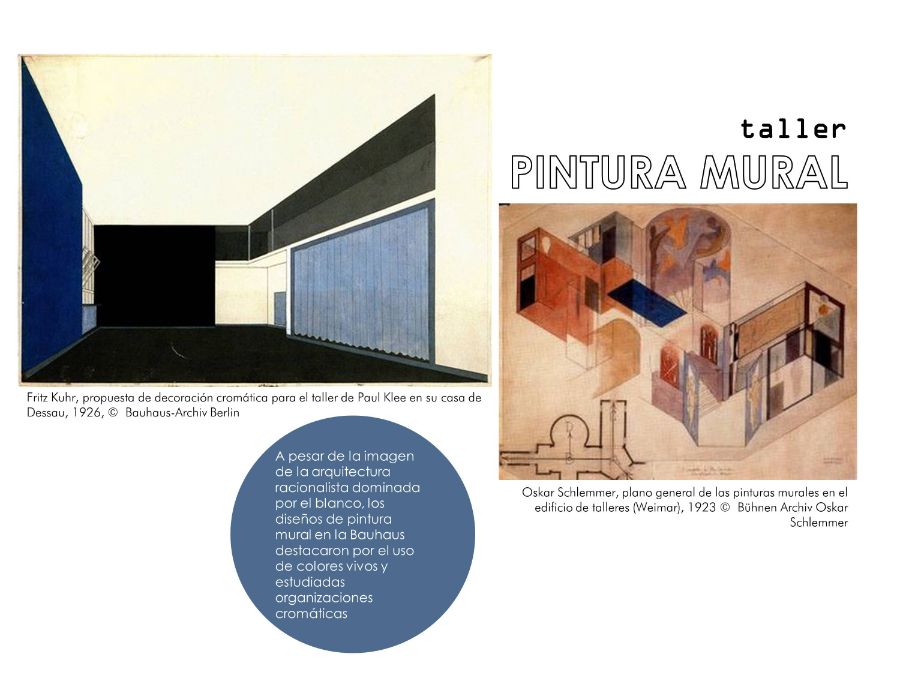 taller
PINTURA MURAL
Fritz Kuhr, propuesta de decoración cromática para el taller de Paul Klee en su casa de
Dessau, 1926, © Bauhaus-Archiv Berlin
A pesar de la imagen
de la arquitectura
racionalista dominada
por el blanco, los
diseños de pintura
mural en la Bauhaus
destacaron por el uso
de colores vivos y
estudiadas
organizaciones
cromáticas
Oskar Schlemmer, plano general de las pinturas murales en el
edificio de talleres (Weimar), 1923 © Bühnen Archiv Oskar
Schlemmer